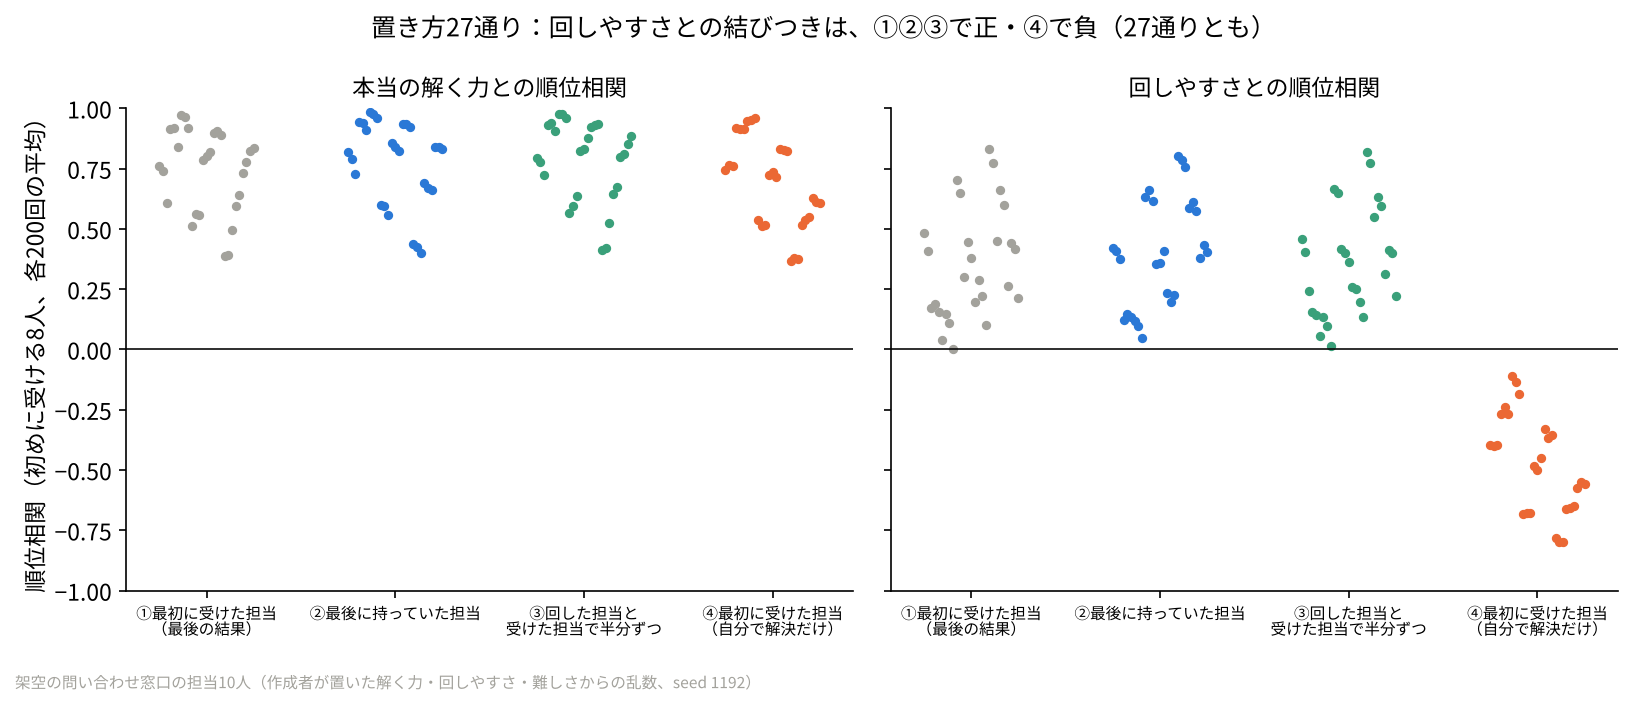 置き方27通り：回しやすさとの結びつきは、①②③で正・④で負（27通りとも）
本当の解く力との順位相関
回しやすさとの順位相関
順位相関（初めに受ける8人、各200回の平均）
1.00
0.75
0.50
0.25
0.00
−0.25
−0.50
−0.75
−1.00
①最初に受けた担当
（最後の結果）
②最後に持っていた担当
③回した担当と
受けた担当で半分ずつ
④最初に受けた担当
（自分で解決だけ）
①最初に受けた担当
（最後の結果）
②最後に持っていた担当
③回した担当と
受けた担当で半分ずつ
④最初に受けた担当
（自分で解決だけ）
架空の問い合わせ窓口の担当10人（作成者が置いた解く力・回しやすさ・難しさからの乱数、seed 1192）